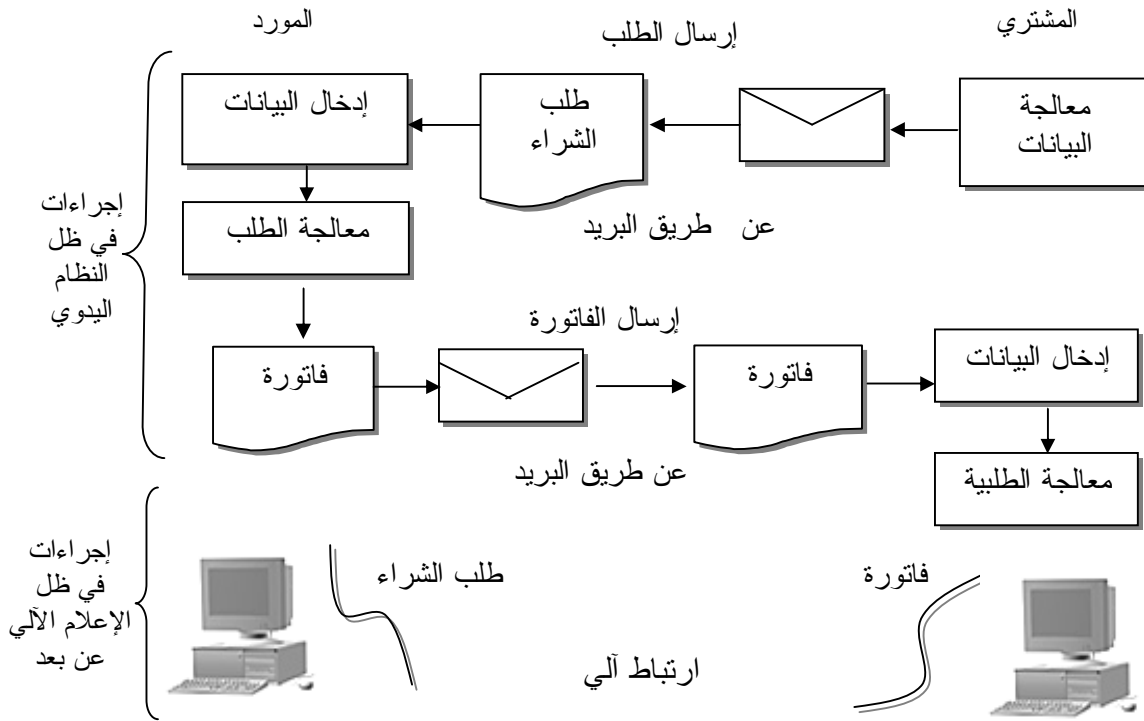 المشتري
المورد
إرسال الطلب
معالجة
البيانات
طلب
الشراء
إدخال البيانات
معالجة الطلب
عن طريق البريد
إجراءات
في ظل
النظام
اليدوي
إرسال الفاتورة
فاتورة
فاتورة
إدخال البيانات
معالجة الطلبية
عن طريق البريد
إجراءات
في ظل
الإعلام الآلي
عن بعد
طلب الشراء
فاتورة
ارتباط آلي